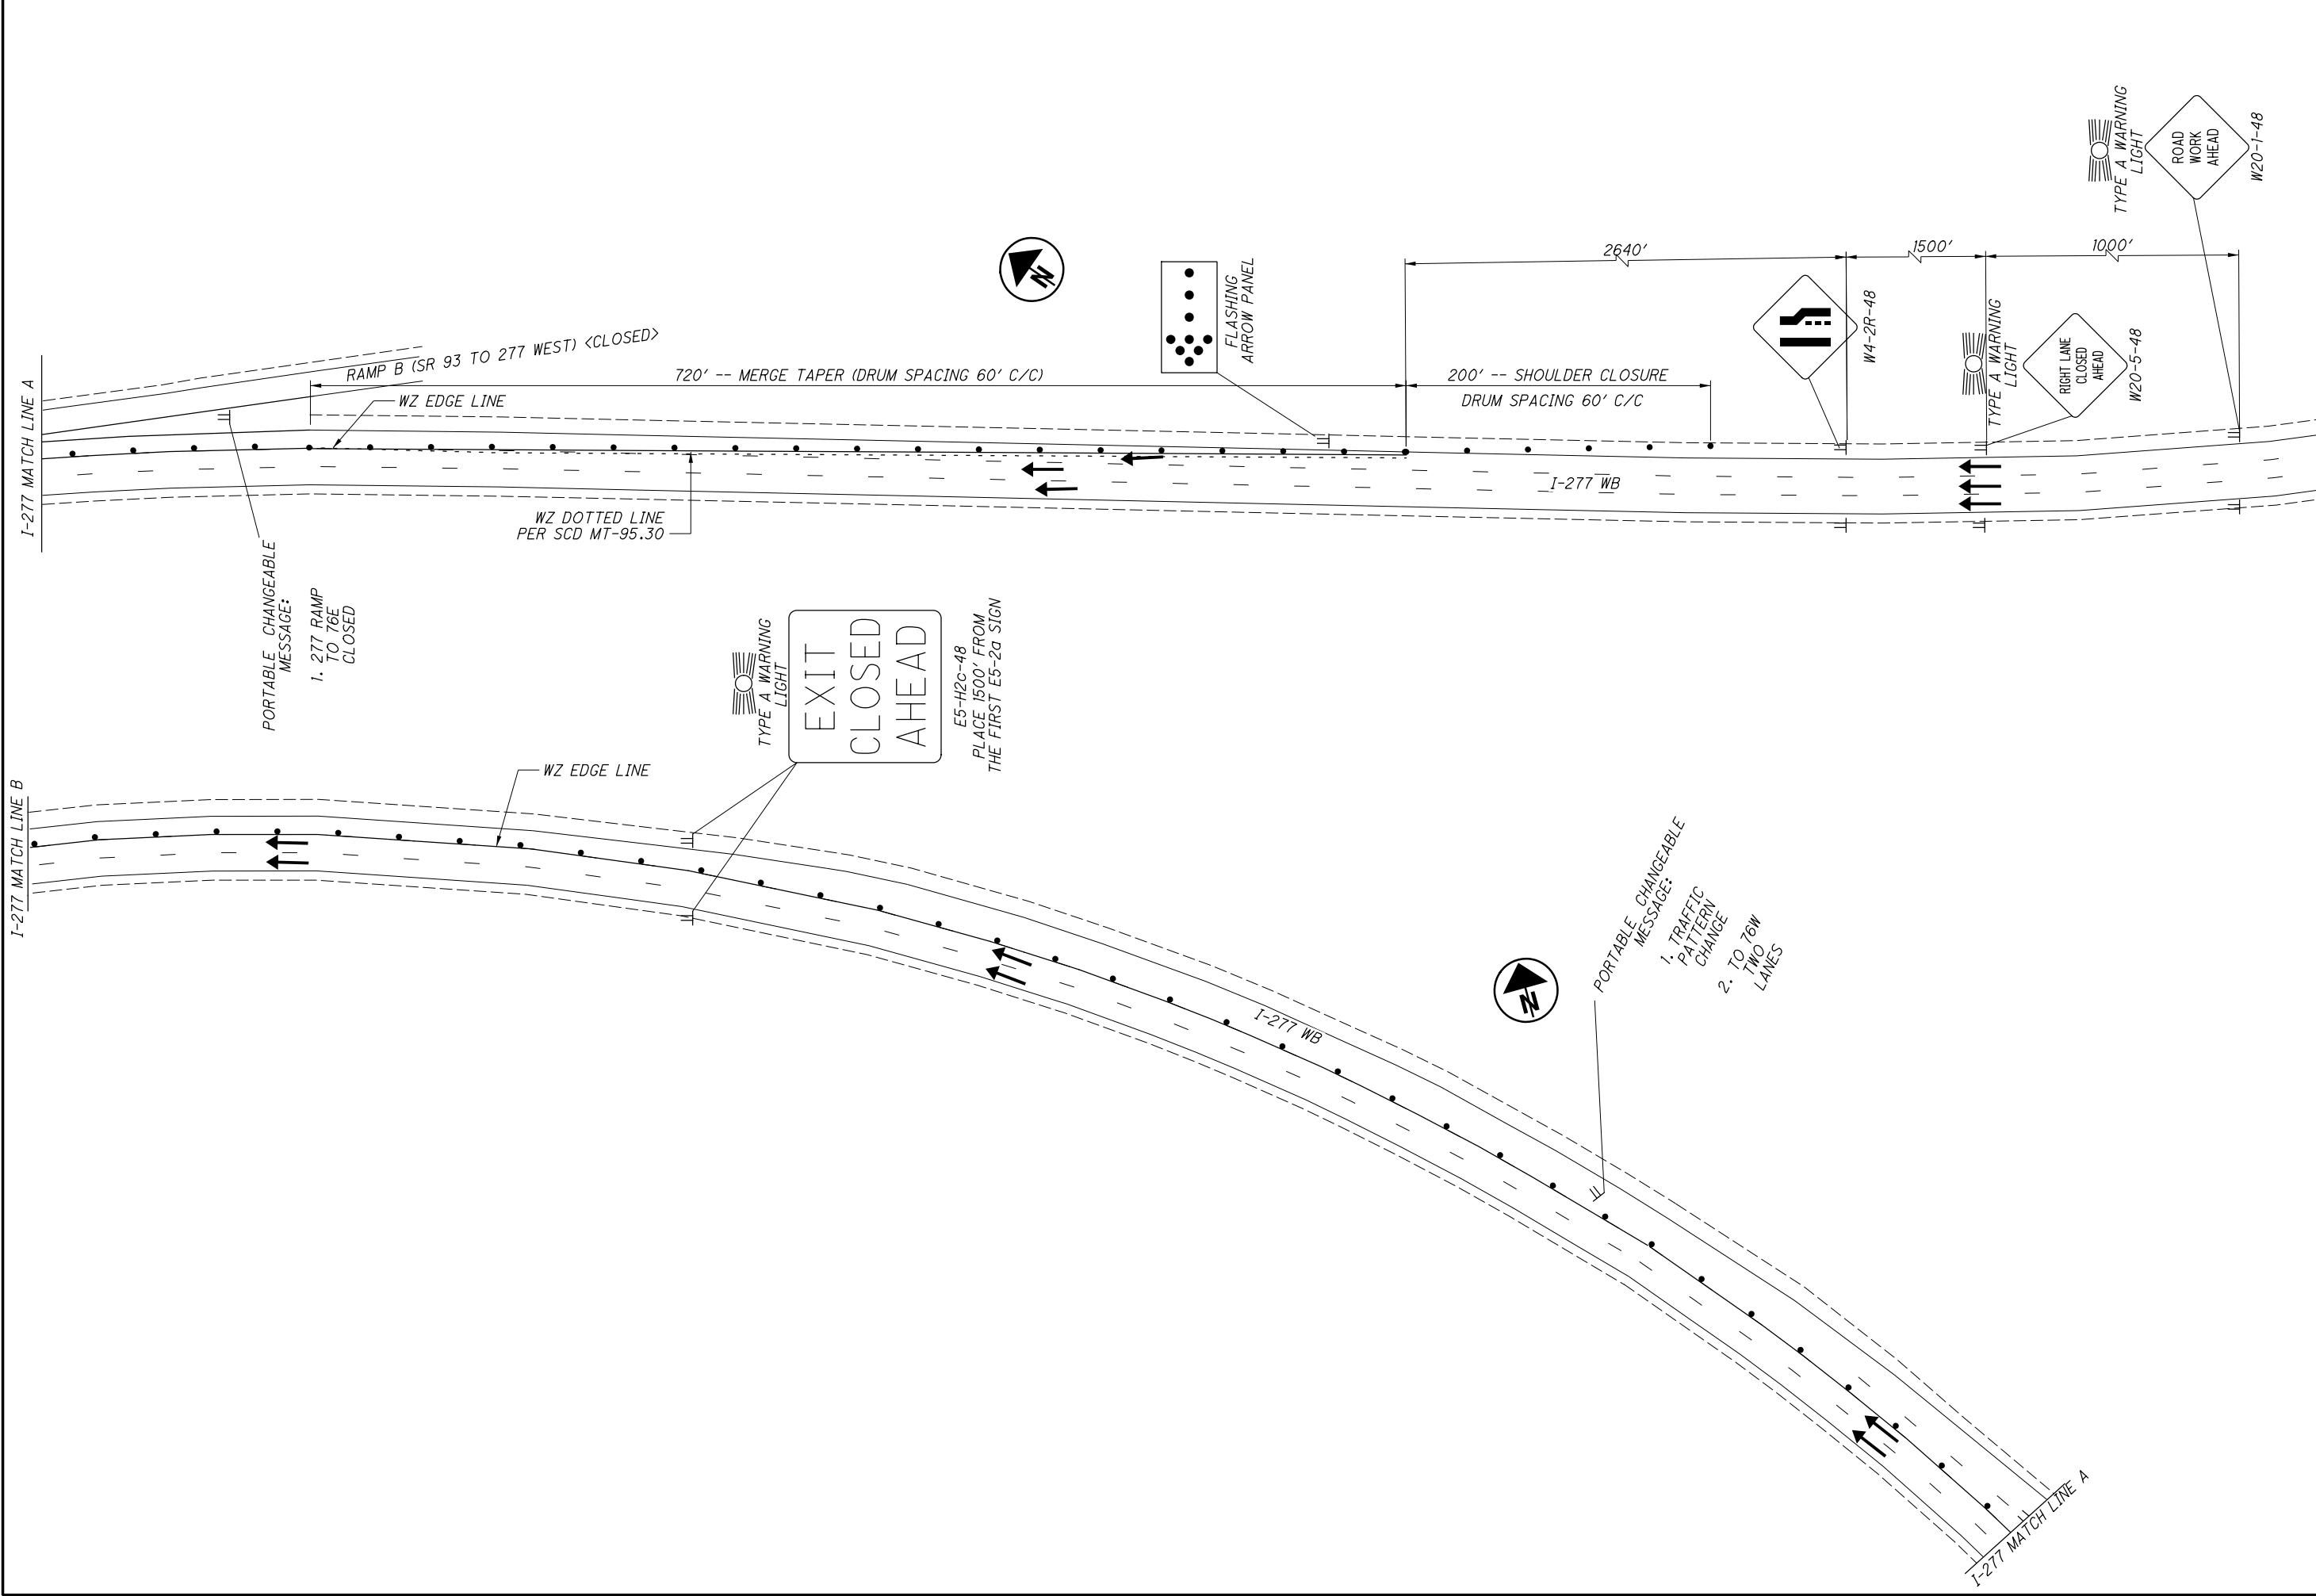 TYPE A WARNING
LIGHT
ROAD
WORK
AHEAD
W20-1-48
2640'
1500'
1000'
N
FLASHING
ARROW PANEL
W4-2R-48
TYPE A WARNING
LIGHT
RIGHT LANE
CLOSED
AHEAD
W20-5-48
I-277 MATCH LINE A
RAMP B (SR 93 TO 277 WEST) <CLOSED>
720' -- MERGE TAPER (DRUM SPACING 60' C/C)
200' -- SHOULDER CLOSURE
DRUM SPACING 60' C/C
WZ EDGE LINE
I-277 WB
WZ DOTTED LINE
PER SCD MT-95.30
PORTABLE CHANGEABLE
MESSAGE:
1. 277 RAMP
TO 76E
CLOSED
TYPE A WARNING
LIGHT
EXIT
CLOSED
AHEAD
E5-H2c-48
PLACE 1500' FROM
THE FIRST E5-2a SIGN
I-277 MATCH LINE B
WZ EDGE LINE
I-277 WB
N
PORTABLE CHANGEABLE
MESSAGE:
1. TRAFFIC
PATTERN
CHANGE
2. TO 76W
TWO
LANES
I-277 MATCH LINE A